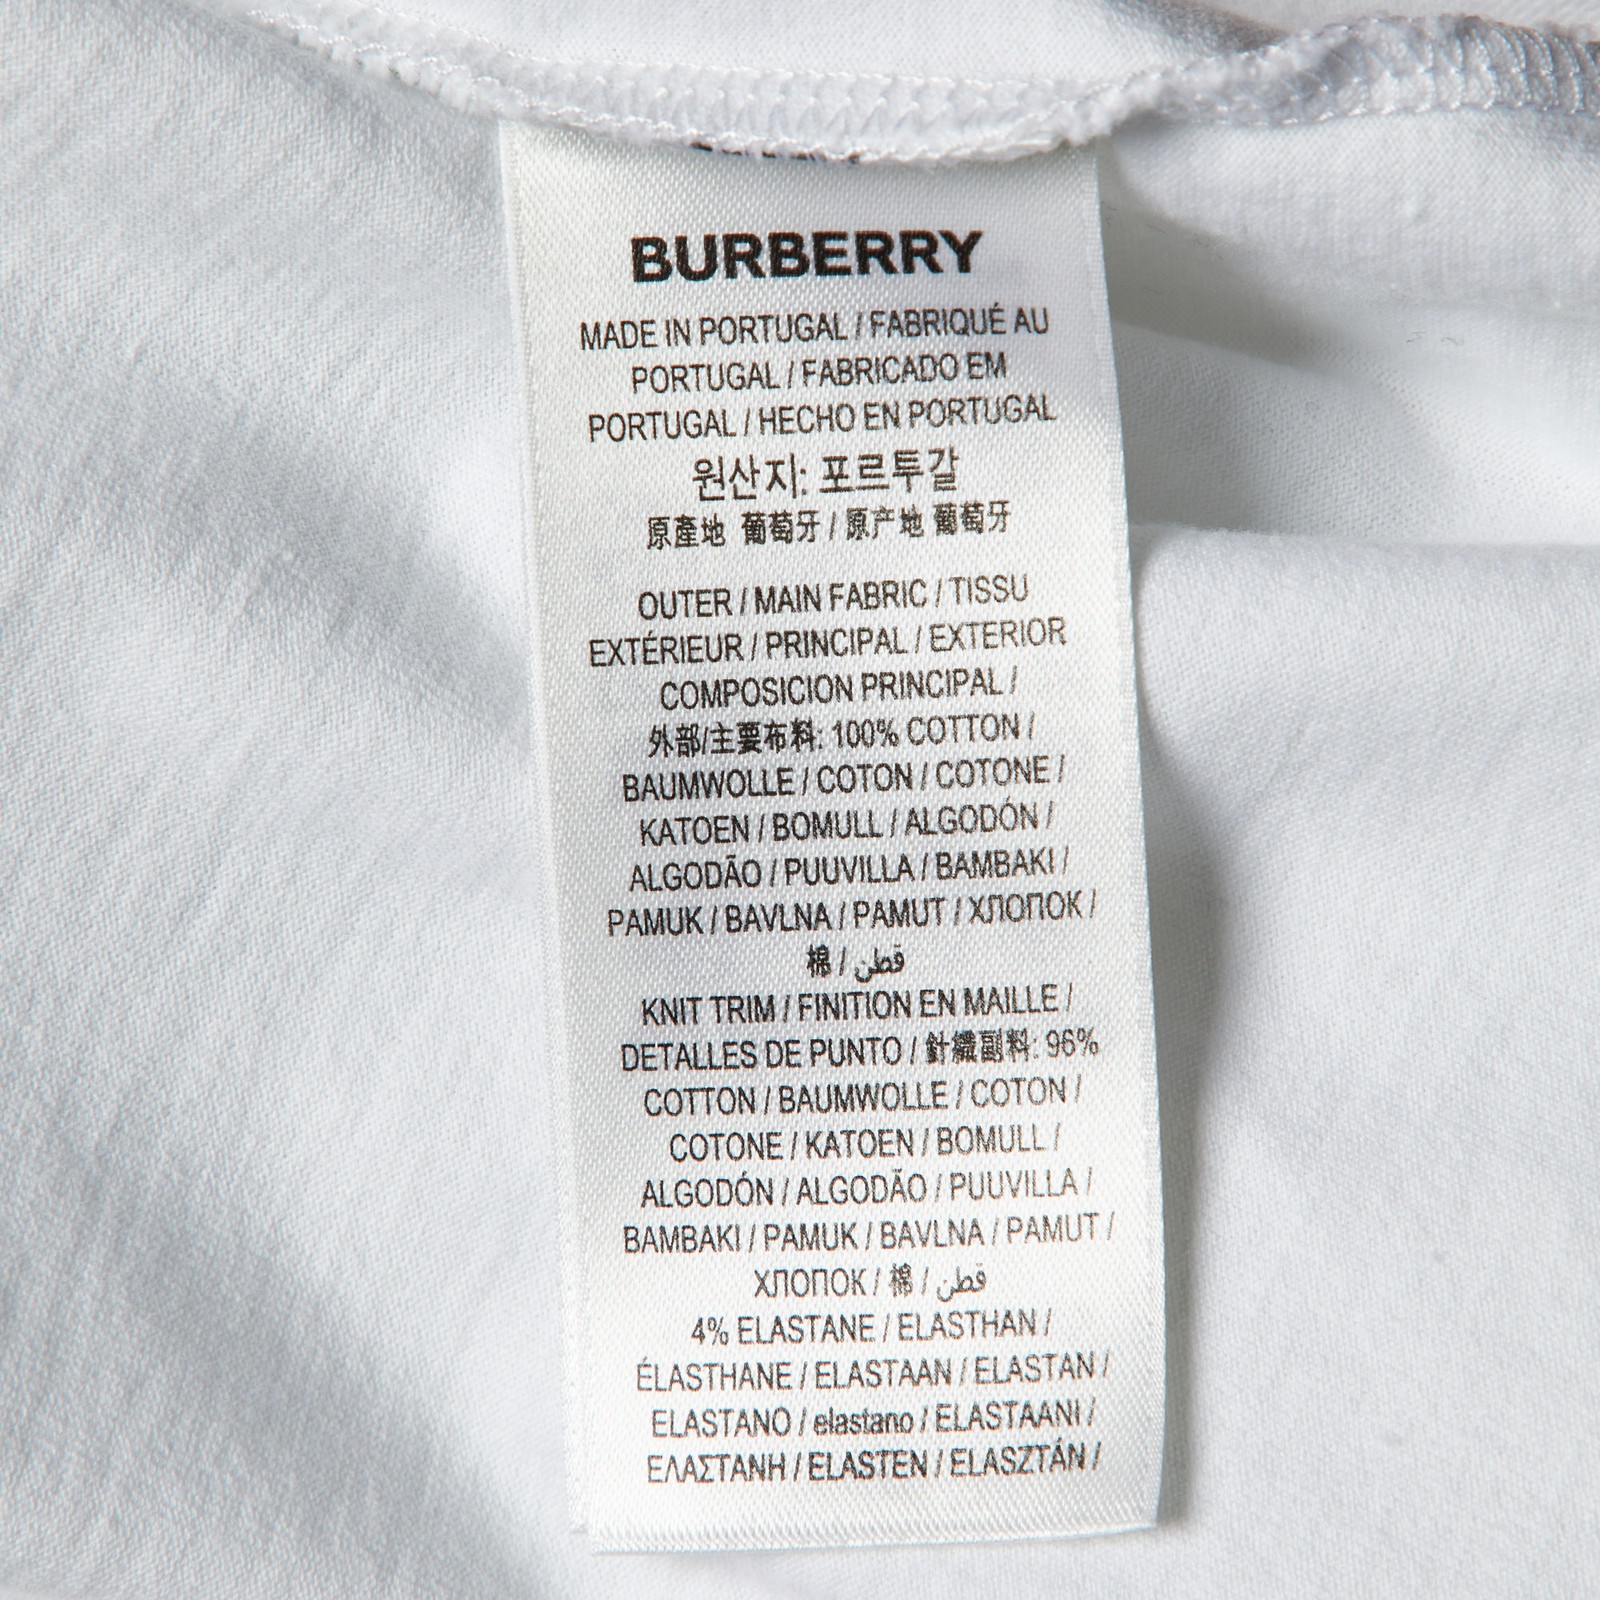 BURBERRY
MADE IN PORTUGAL / FABRIQUÉ AU
PORTUGAL / FABRICADO EM
PORTUGAL / HECHO EN PORTUGAL
원산지: 포르투갈
原產地 葡萄牙 / 原产地 葡萄牙
OUTER / MAIN FABRIC / TISSU
EXTÉRIEUR / PRINCIPAL / EXTERIOR
COMPOSICION PRINCIPAL /
外部/主要布料: 100% COTTON /
BAUMWOLLE / COTON / COTONE /
KATOEN / BOMULL / ALGODÓN /
ALGODÃO / PUUVILLA / BAMBAKI /
PAMUK / BAVLNA / PAMUT / ХЛОПОК /
棉 / قطن
KNIT TRIM / FINITION EN MAILLE /
DETALLES DE PUNTO / 針織副料: 96%
COTTON / BAUMWOLLE / COTON /
COTONE / KATOEN / BOMULL /
ALGODÓN / ALGODÃO / PUUVILLA /
BAMBAKI / PAMUK / BAVLNA / PAMUT /
ХЛОПОК / 棉 / قطن
4% ELASTANE / ELASTHAN /
ÉLASTHANE / ELASTAAN / ELASTAN /
ELASTANO / elastano / ELASTAANI /
ΕΛΑΣΤΑΝΗ / ELASTEN / ELASZTÁN /